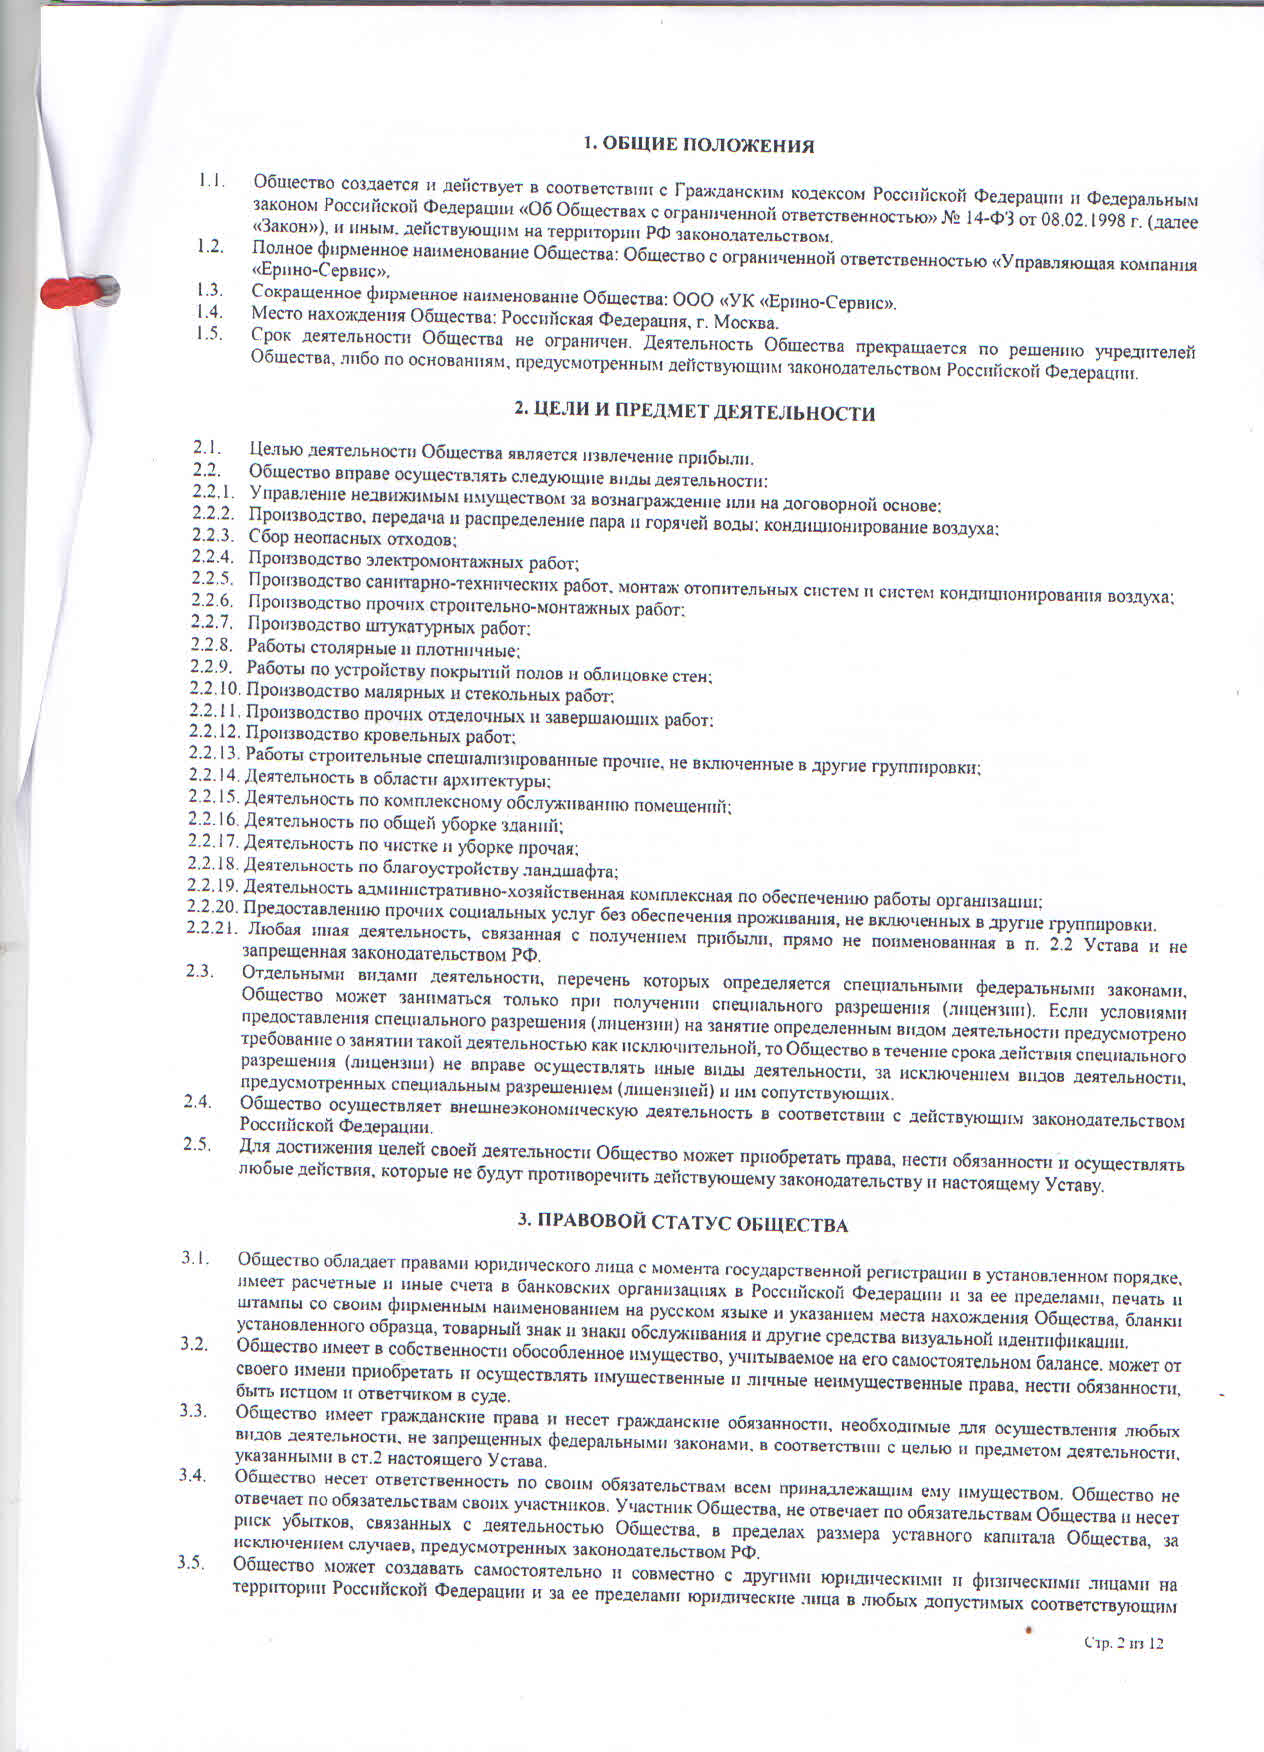 1. ОБЩИЕ ПОЛОЖЕНИЯ
1.1. Общество создается и действует в соответствии с Гражданским кодексом Российской Федерации и Федеральным
законом Российской Федерации «Об Обществах с ограниченной ответственностью» № 14-ФЗ от 08.02.1998 г. (далее
«Закон»), и иным, действующим на территории РФ законодательством.
1.2. Полное фирменное наименование Общества: Общество с ограниченной ответственностью «Управляющая компания
«Ерино-Сервис».
1.3. Сокращенное фирменное наименование Общества: ООО «УК «Ерино-Сервис».
1.4. Место нахождения Общества: Российская Федерация, г. Москва.
1.5. Срок деятельности Общества не ограничен. Деятельность Общества прекращается по решению учредителей
Общества, либо по основаниям, предусмотренным действующим законодательством Российской Федерации.
2. ЦЕЛИ И ПРЕДМЕТ ДЕЯТЕЛЬНОСТИ
2.1. Целью деятельности Общества является извлечение прибыли.
2.2. Общество вправе осуществлять следующие виды деятельности:
2.2.1. Управление недвижимым имуществом за вознаграждение или на договорной основе;
2.2.2. Производство, передача и распределение пара и горячей воды; кондиционирование воздуха;
2.2.3. Сбор неопасных отходов;
2.2.4. Производство электромонтажных работ;
2.2.5. Производство санитарно-технических работ, монтаж отопительных систем и систем кондиционирования воздуха;
2.2.6. Производство прочих строительно-монтажных работ;
2.2.7. Производство штукатурных работ;
2.2.8. Работы столярные и плотничные;
2.2.9. Работы по устройству покрытий полов и облицовке стен;
2.2.10. Производство малярных и стекольных работ;
2.2.11. Производство прочих отделочных и завершающих работ;
2.2.12. Производство кровельных работ;
2.2.13. Работы строительные специализированные прочие, не включенные в другие группировки;
2.2.14. Деятельность в области архитектуры;
2.2.15. Деятельность по комплексному обслуживанию помещений;
2.2.16. Деятельность по общей уборке зданий;
2.2.17. Деятельность по чистке и уборке прочая;
2.2.18. Деятельность по благоустройству ландшафта;
2.2.19. Деятельность административно-хозяйственная комплексная по обеспечению работы организации;
2.2.20. Предоставлению прочих социальных услуг без обеспечения проживания, не включенных в другие группировки.
2.2.21. Любая иная деятельность, связанная с получением прибыли, прямо не поименованная в п. 2.2 Устава и не
запрещенная законодательством РФ.
2.3. Отдельными видами деятельности, перечень которых определяется специальными федеральными законами,
Общество может заниматься только при получении специального разрешения (лицензии). Если условиями
предоставления специального разрешения (лицензии) на занятие определенным видом деятельности предусмотрено
требование о занятии такой деятельностью как исключительной, то Общество в течение срока действия специального
разрешения (лицензии) не вправе осуществлять иные виды деятельности, за исключением видов деятельности,
предусмотренных специальным разрешением (лицензией) и им сопутствующих.
2.4. Общество осуществляет внешнеэкономическую деятельность в соответствии с действующим законодательством
Российской Федерации.
2.5. Для достижения целей своей деятельности Общество может приобретать права, нести обязанности и осуществлять
любые действия, которые не будут противоречить действующему законодательству и настоящему Уставу.
3. ПРАВОВОЙ СТАТУС ОБЩЕСТВА
3.1. Общество обладает правами юридического лица с момента государственной регистрации в установленном порядке,
имеет расчетные и иные счета в банковских организациях в Российской Федерации и за ее пределами, печать и
штампы со своим фирменным наименованием на русском языке и указанием места нахождения Общества, бланки
установленного образца, товарный знак и знаки обслуживания и другие средства визуальной идентификации.
3.2. Общество имеет в собственности обособленное имущество, учитываемое на его самостоятельном балансе, может от
своего имени приобретать и осуществлять имущественные и личные неимущественные права, нести обязанности,
быть истцом и ответчиком в суде.
3.3. Общество имеет гражданские права и несет гражданские обязанности, необходимые для осуществления любых
видов деятельности, не запрещенных федеральными законами, в соответствии с целью и предметом деятельности,
указанными в ст.2 настоящего Устава.
3.4. Общество несет ответственность по своим обязательствам всем принадлежащим ему имуществом. Общество не
отвечает по обязательствам своих участников. Участник Общества, не отвечает по обязательствам Общества и несет
риск убытков, связанных с деятельностью Общества, в пределах размера уставного капитала Общества, за
исключением случаев, предусмотренных законодательством РФ.
3.5. Общество может создавать самостоятельно и совместно с другими юридическими и физическими лицами на
территории Российской Федерации и за ее пределами юридические лица в любых допустимых соответствующим
Стр. 2 из 12